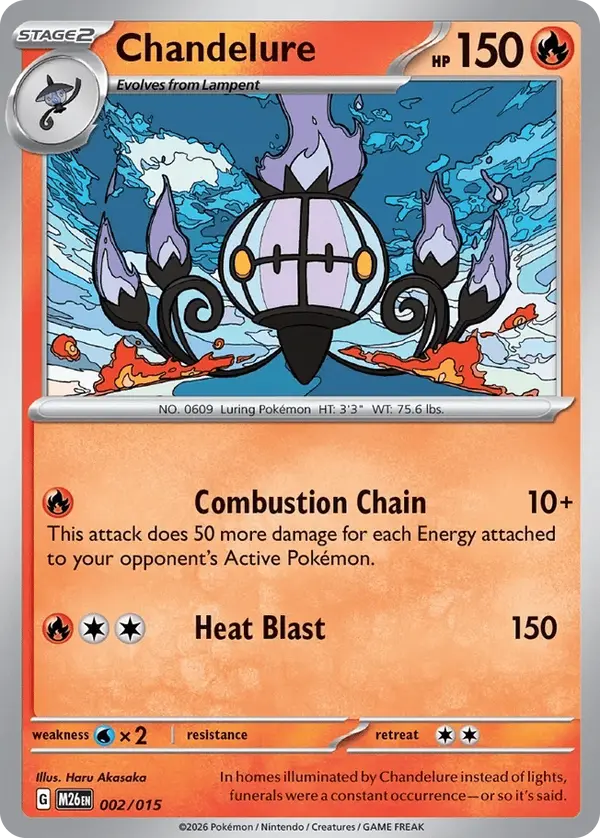 STAGE2
Chandelure
HP 150
Evolves from Lampent
NO. 0609 Luring Pokémon HT: 3'3" WT: 75.6 lbs.
Combustion Chain 10+
This attack does 50 more damage for each Energy attached
to your opponent's Active Pokémon.
Heat Blast 150
weakness ×2 resistance retreat
Illus. Haru Akasaka
In homes illuminated by Chandelure instead of lights,
funerals were a constant occurrence—or so it's said.
G M26 EN 002/015
©2026 Pokémon / Nintendo / Creatures / GAME FREAK